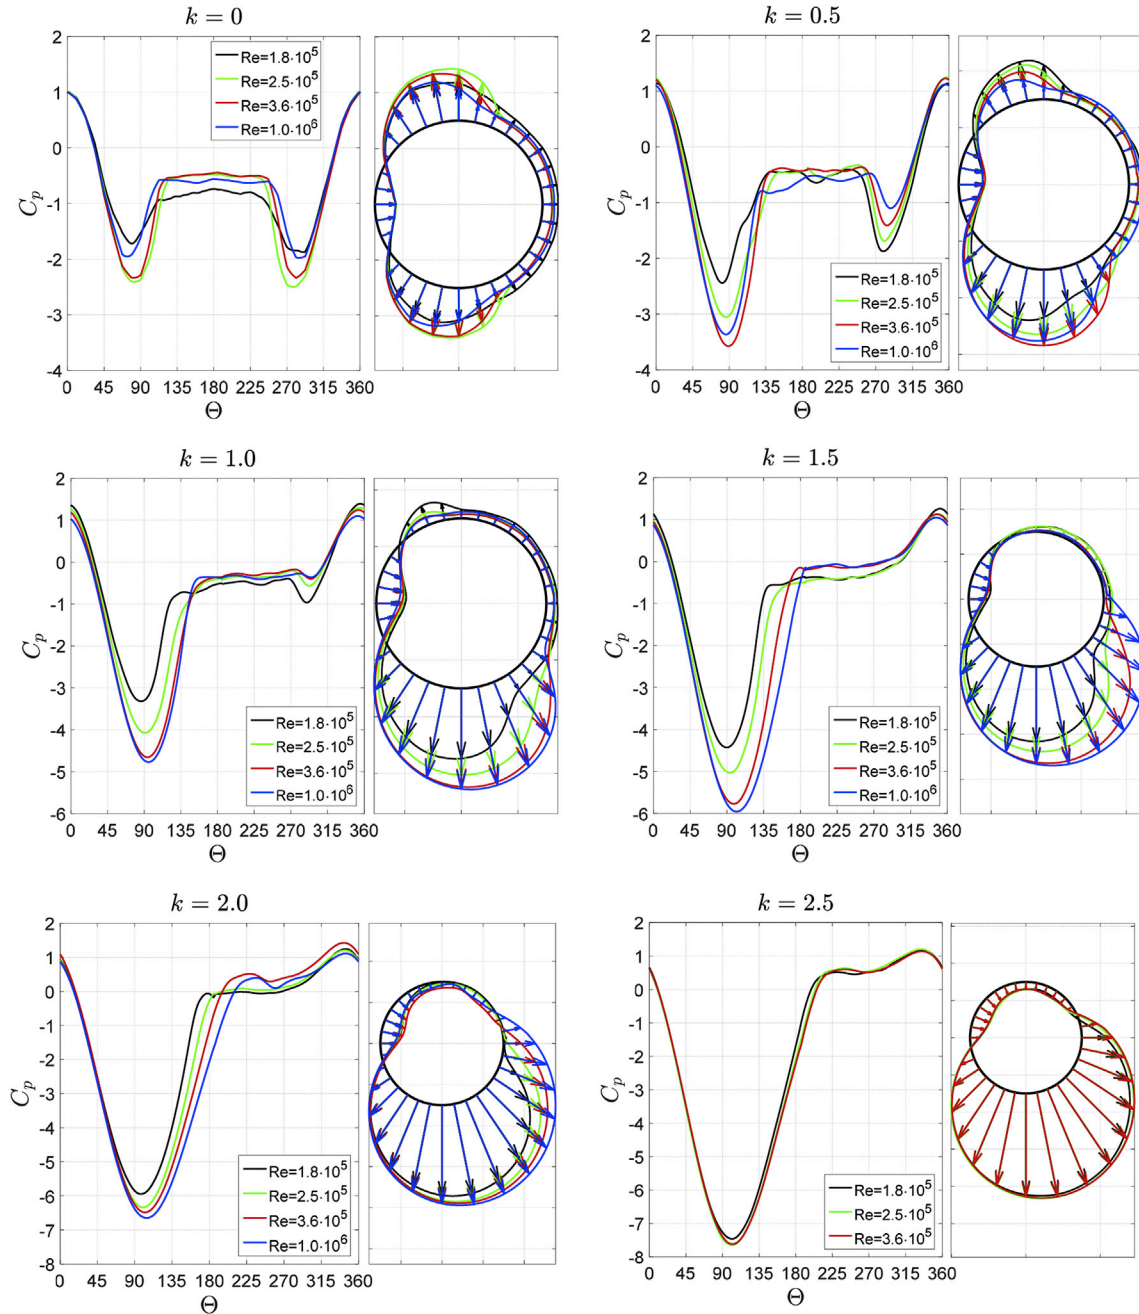 k = 0
k = 0.5
2
1
0
-1
-2
-3
-4
C_p
Re=1.8·10^5
Re=2.5·10^5
Re=3.6·10^5
Re=1.0·10^6
0 45 90 135 180 225 270 315 360
Θ
2
1
0
-1
-2
-3
-4
C_p
Re=1.8·10^5
Re=2.5·10^5
Re=3.6·10^5
Re=1.0·10^6
0 45 90 135 180 225 270 315 360
Θ
k = 1.0
k = 1.5
2
1
0
-1
-2
-3
-4
-5
-6
C_p
Re=1.8·10^5
Re=2.5·10^5
Re=3.6·10^5
Re=1.0·10^6
0 45 90 135 180 225 270 315 360
Θ
2
1
0
-1
-2
-3
-4
-5
-6
C_p
Re=1.8·10^5
Re=2.5·10^5
Re=3.6·10^5
Re=1.0·10^6
0 45 90 135 180 225 270 315 360
Θ
k = 2.0
k = 2.5
2
1
0
-1
-2
-3
-4
-5
-6
-7
-8
C_p
Re=1.8·10^5
Re=2.5·10^5
Re=3.6·10^5
Re=1.0·10^6
0 45 90 135 180 225 270 315 360
Θ
2
1
0
-1
-2
-3
-4
-5
-6
-7
-8
C_p
Re=1.8·10^5
Re=2.5·10^5
Re=3.6·10^5
0 45 90 135 180 225 270 315 360
Θ